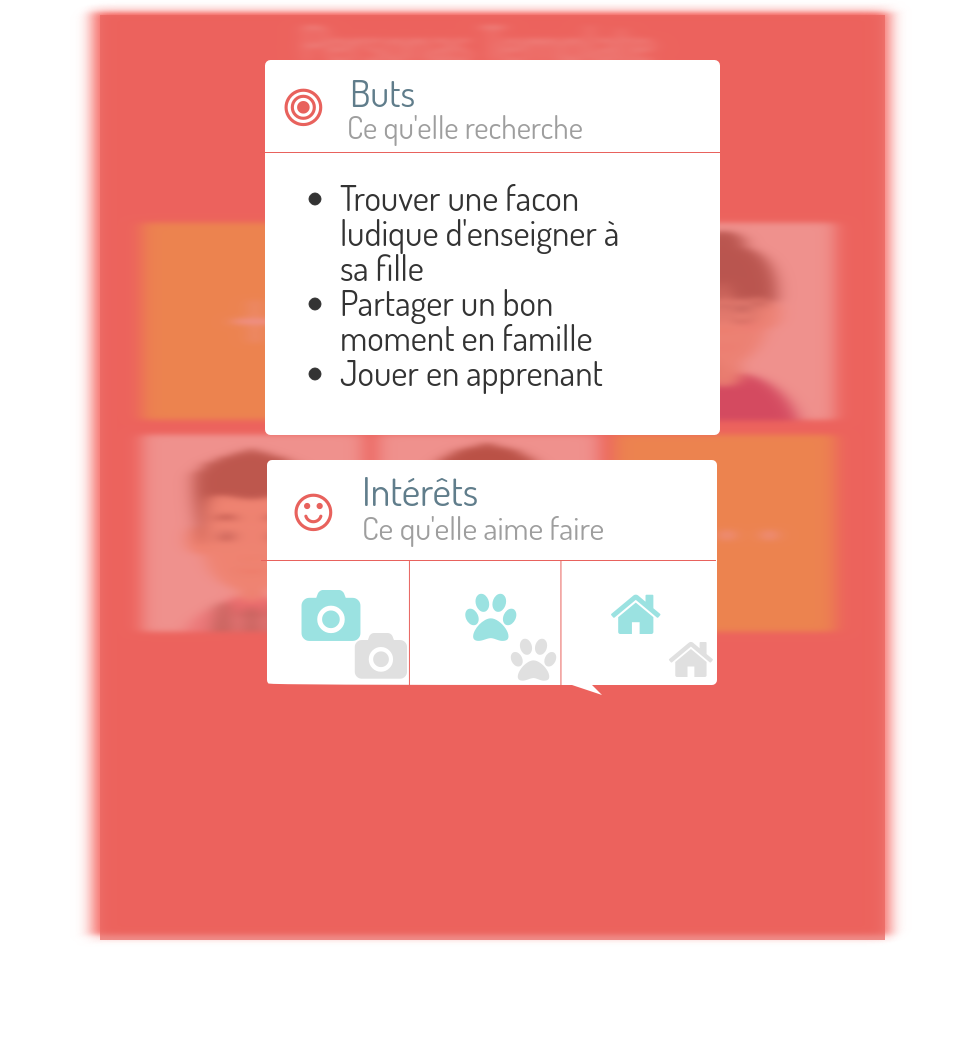 Buts
Ce qu'elle recherche
Trouver une facon
ludique d'enseigner à
sa fille
Partager un bon
moment en famille
Jouer en apprenant
Intérêts
Ce qu'elle aime faire